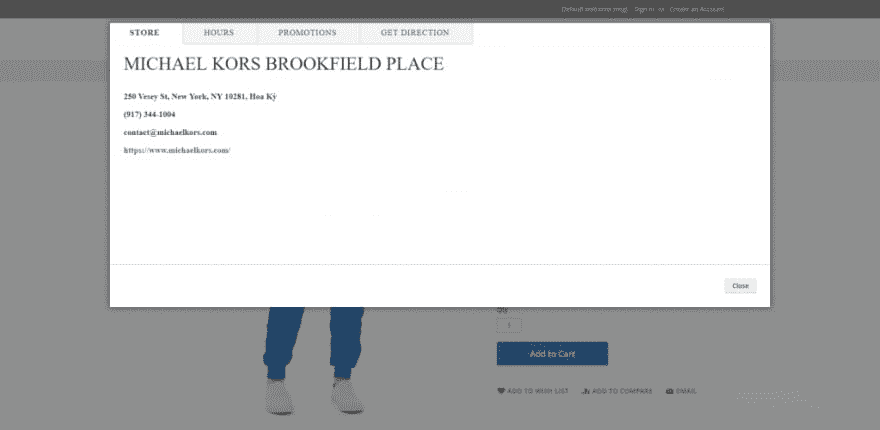 Default welcome msg! Sign In or Create an Account
STORE HOURS PROMOTIONS GET DIRECTION
MICHAEL KORS BROOKFIELD PLACE
250 Vesey St, New York, NY 10281, Hoa Kỳ
(917) 344-1004
contact@michaelkors.com
https://www.michaelkors.com/
Close
1
Add to Cart
ADD TO WISH LIST ADD TO COMPARE EMAIL